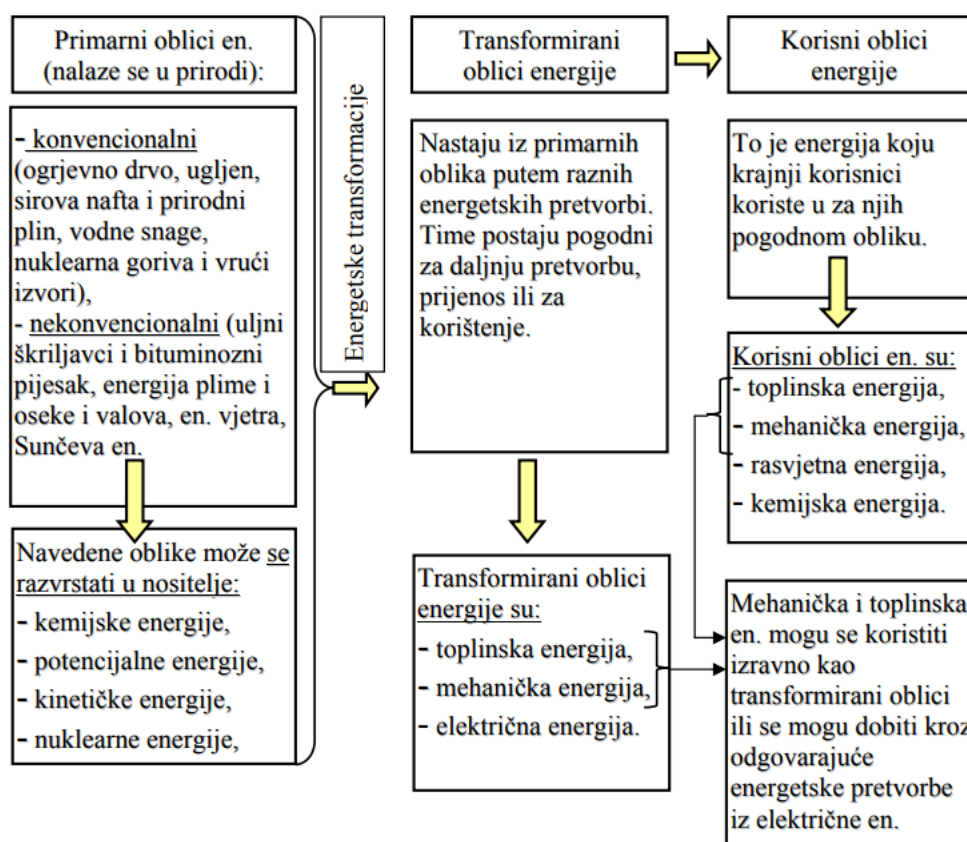 Primarni oblici en.
(nalaze se u prirodi):
- konvencionalni
(ogrjevno drvo, ugljen,
sirova nafta i prirodni
plin, vodne snage,
nuklearna goriva i vrući
izvori),
- nekonvencionalni (uljni
škriljavci i bituminozni
pijesak, energija plime i
oseke i valova, en. vjetra,
Sunčeva en.
Navedene oblike može se
razvrstati u nositelje:
- kemijske energije,
- potencijalne energije,
- kinetičke energije,
- nuklearne energije,
Energetske transformacije
Transformirani
oblici energije
Nastaju iz primarnih
oblika putem raznih
energetskih pretvorbi.
Time postaju pogodni
za daljnju pretvorbu,
prijenos ili za
korištenje.
Transformirani oblici
energije su:
- toplinska energija,
- mehanička energija,
- električna energija.
Korisni oblici
energije
To je energija koju
krajnji korisnici
koriste u za njih
pogodnom obliku.
Korisni oblici en. su:
- toplinska energija,
- mehanička energija,
- rasvjetna energija,
- kemijska energija.
Mehanička i toplinska
en. mogu se koristiti
izravno kao
transformirani oblici
ili se mogu dobiti kroz
odgovarajuće
energetske pretvorbe
iz električne en.